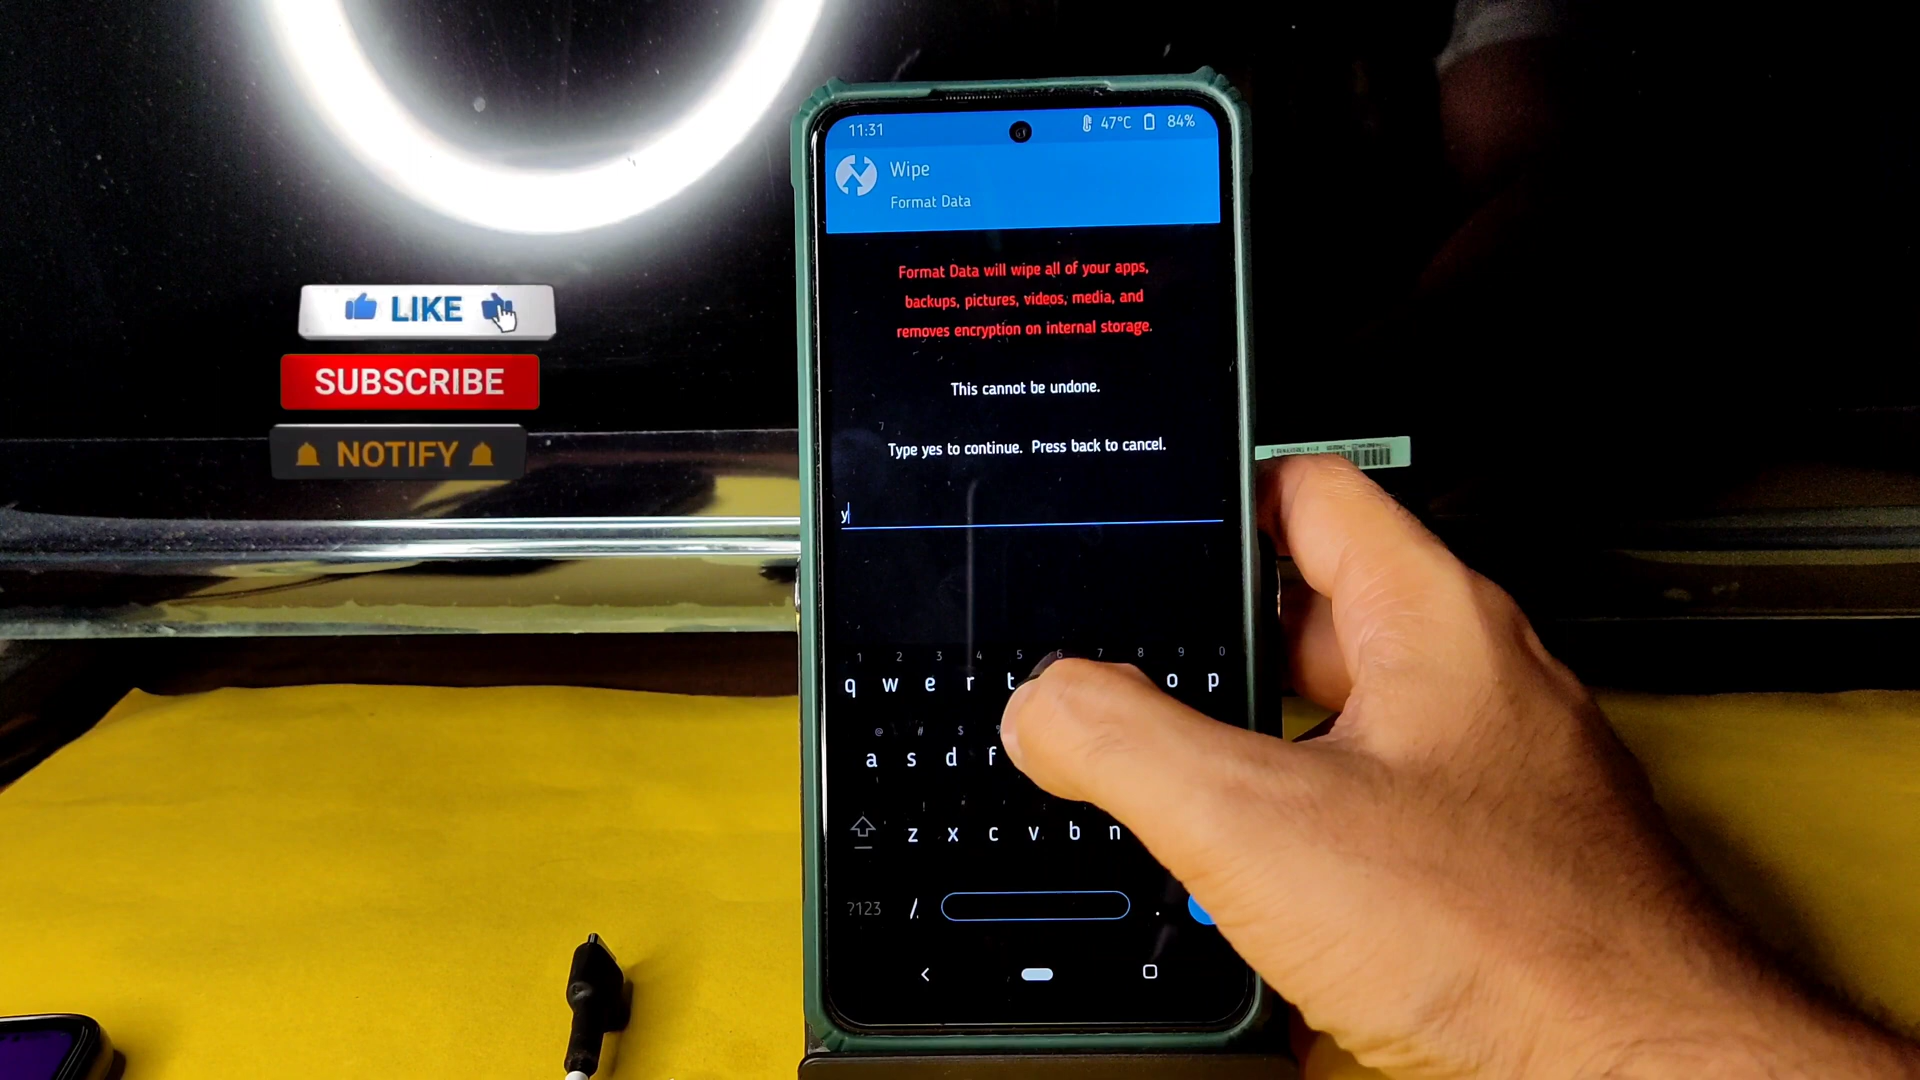 11:31 47°C 84%
Wipe
Format Data
Format Data will wipe all of your apps,
backups, pictures, videos, media, and
removes encryption on internal storage.
This cannot be undone.
Type yes to continue. Press back to cancel.
y
LIKE
SUBSCRIBE
NOTIFY
1 2 3 4 5 6 7 8 9 0
q w e r t o p
@ # $ %
a s d f
z x c v b n
?123 / .